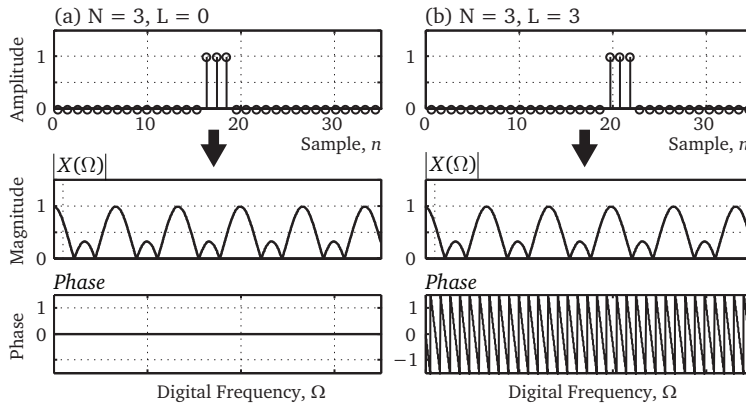 (a) N = 3, L = 0
Amplitude
1
0
0 10 20 30
Sample, n
|X(Ω)|
Magnitude
1
0
Phase
Phase
1
0
Digital Frequency, Ω
(b) N = 3, L = 3
1
0
0 10 20 30
Sample, n
|X(Ω)|
1
0
Phase
1
0
−1
Digital Frequency, Ω